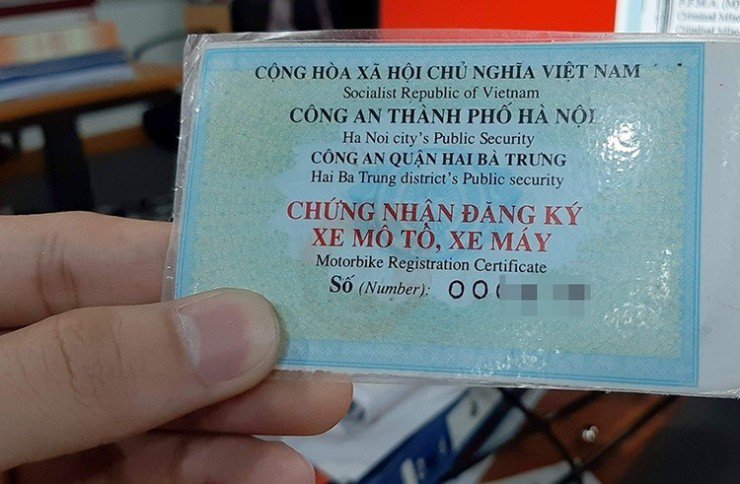 CỘNG HÒA XÃ HỘI CHỦ NGHĨA VIỆT NAM
Socialist Republic of Vietnam
CÔNG AN THÀNH PHỐ HÀ NỘI
Ha Noi city's Public Security
CÔNG AN QUẬN HAI BÀ TRƯNG
Hai Ba Trung district's Public security
CHỨNG NHẬN ĐĂNG KÝ
XE MÔ TÔ, XE MÁY
Motorbike Registration Certificate
Số (Number): 00